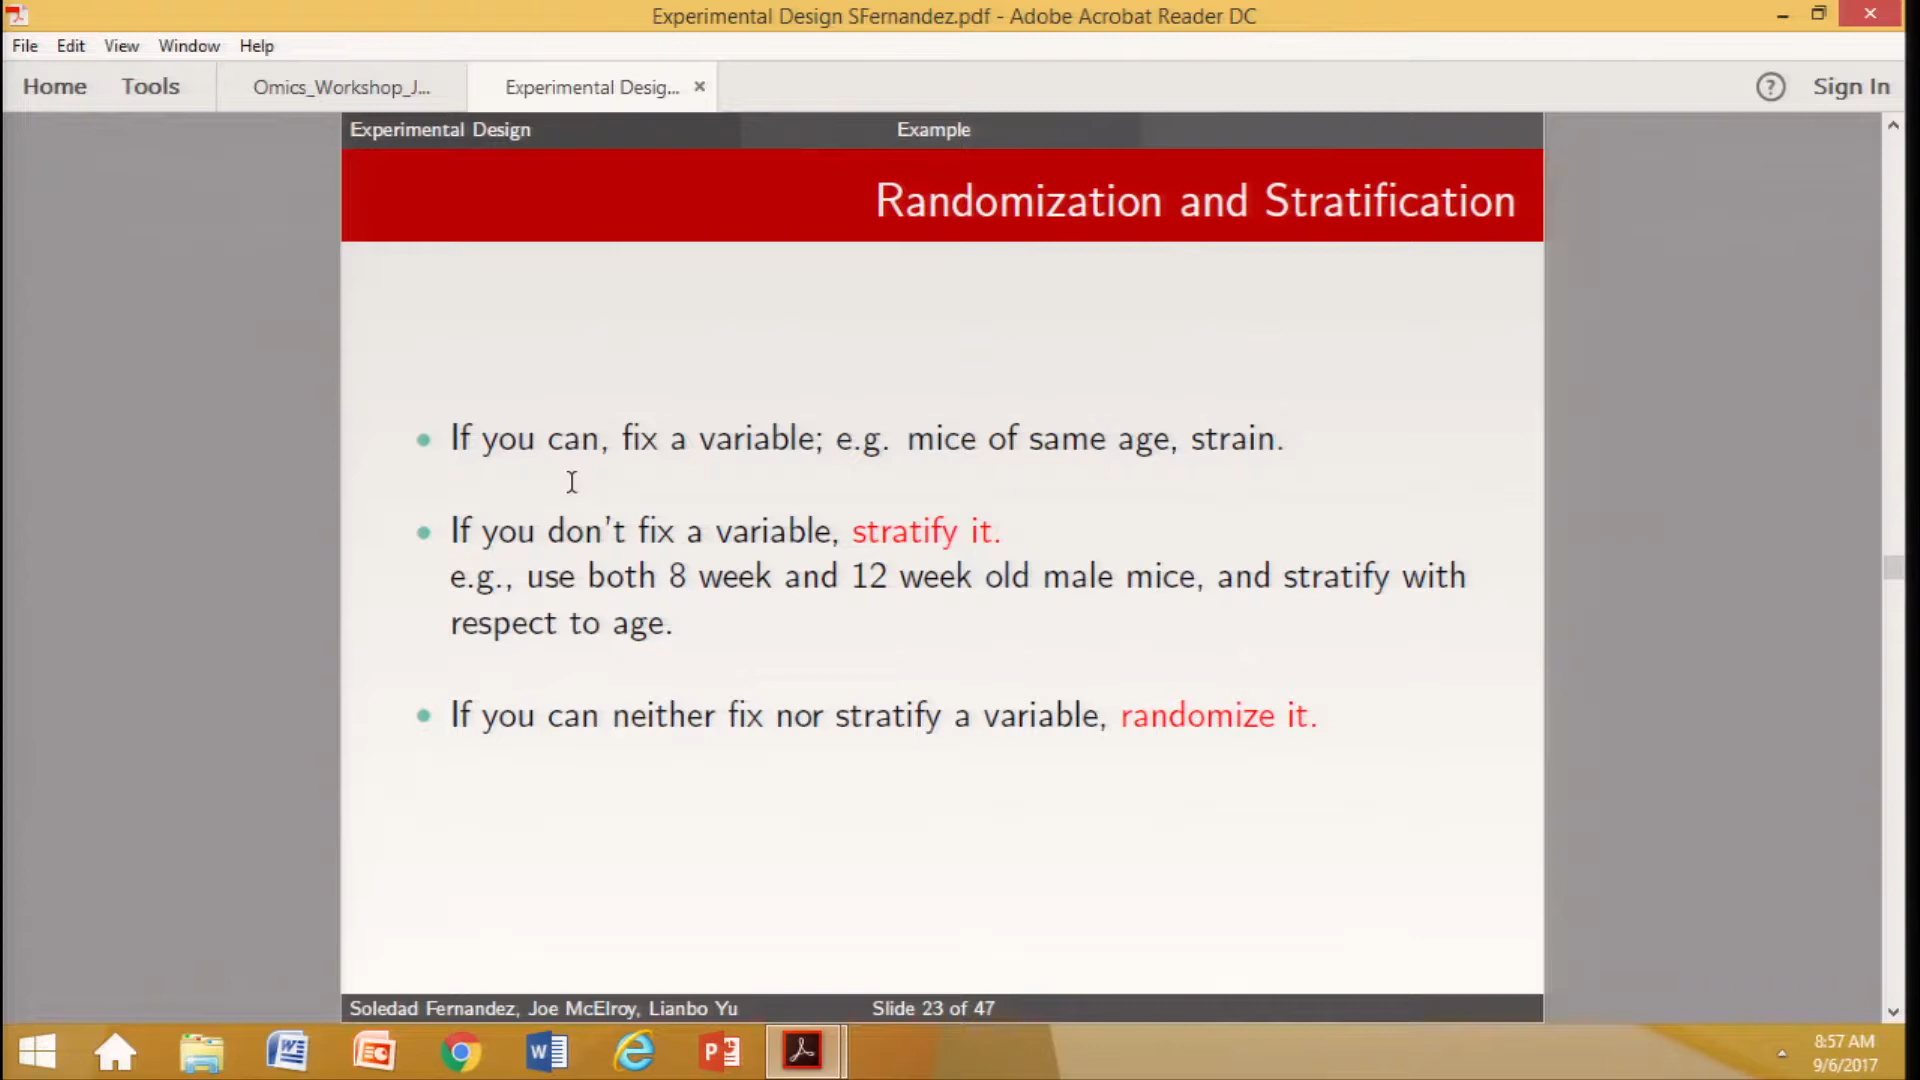 Experimental Design SFernandez.pdf - Adobe Acrobat Reader DC
File Edit View Window Help
Home Tools Omics_Workshop_J... Experimental Desig... × ? Sign In
Experimental Design Example
Randomization and Stratification
If you can, fix a variable; e.g. mice of same age, strain.
If you don't fix a variable, stratify it.
e.g., use both 8 week and 12 week old male mice, and stratify with
respect to age.
If you can neither fix nor stratify a variable, randomize it.
Soledad Fernandez, Joe McElroy, Lianbo Yu Slide 23 of 47
8:57 AM
9/6/2017